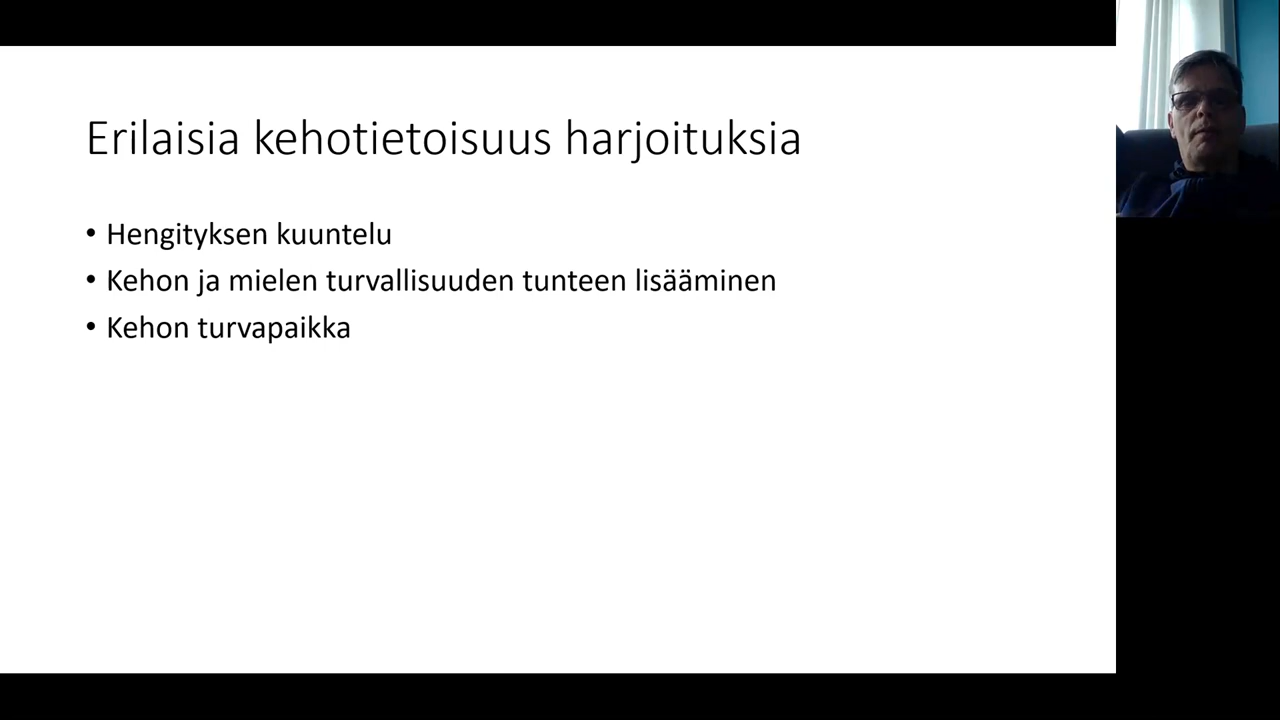 Erilaisia kehotietoisuus harjoituksia
• Hengityksen kuuntelu
• Kehon ja mielen turvallisuuden tunteen lisääminen
• Kehon turvapaikka